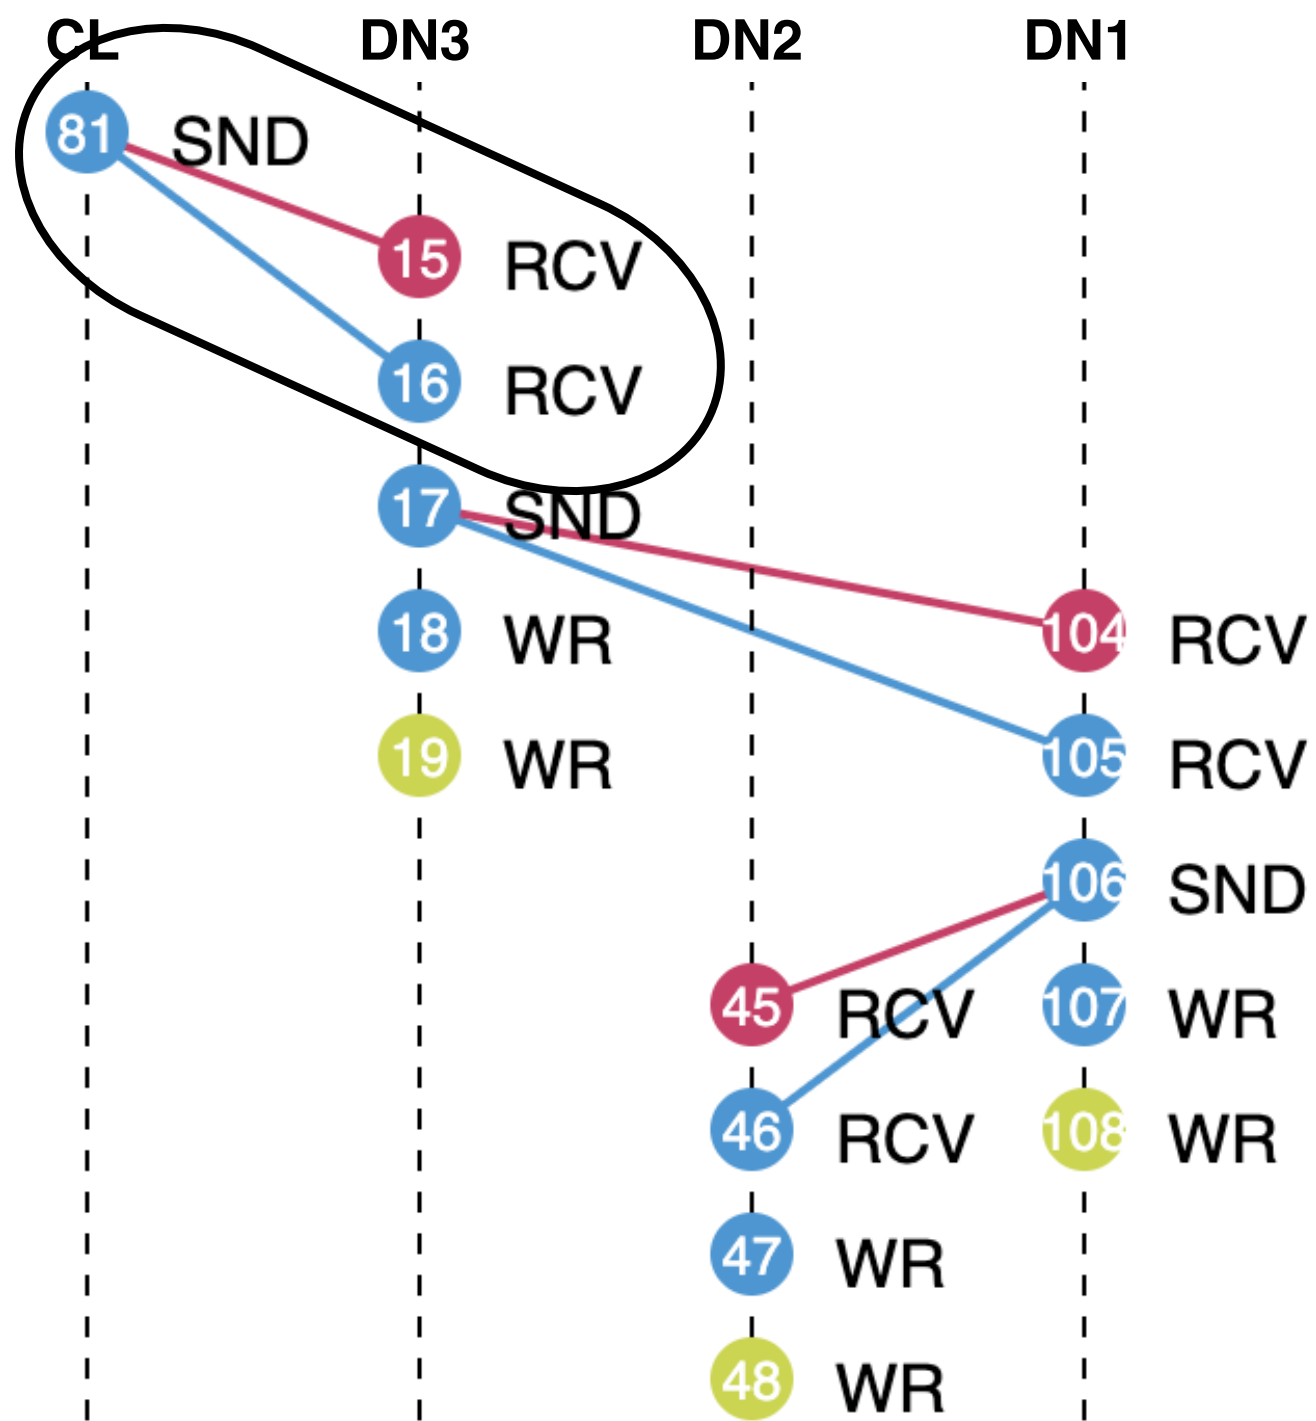 CL DN3 DN2 DN1
81 SND
15 RCV
16 RCV
17 SND
18 WR 104 RCV
19 WR 105 RCV
106 SND
45 RCV 107 WR
46 RCV 108 WR
47 WR
48 WR